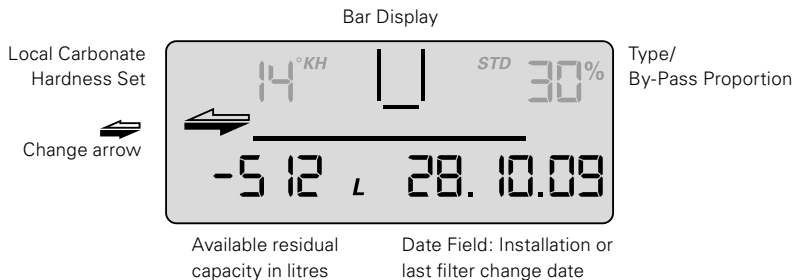 Bar Display
Local Carbonate
Hardness Set
Type/
By-Pass Proportion
14 °KH
STD 30%
Change arrow
-512 L 28.10.09
Available residual
capacity in litres
Date Field: Installation or
last filter change date